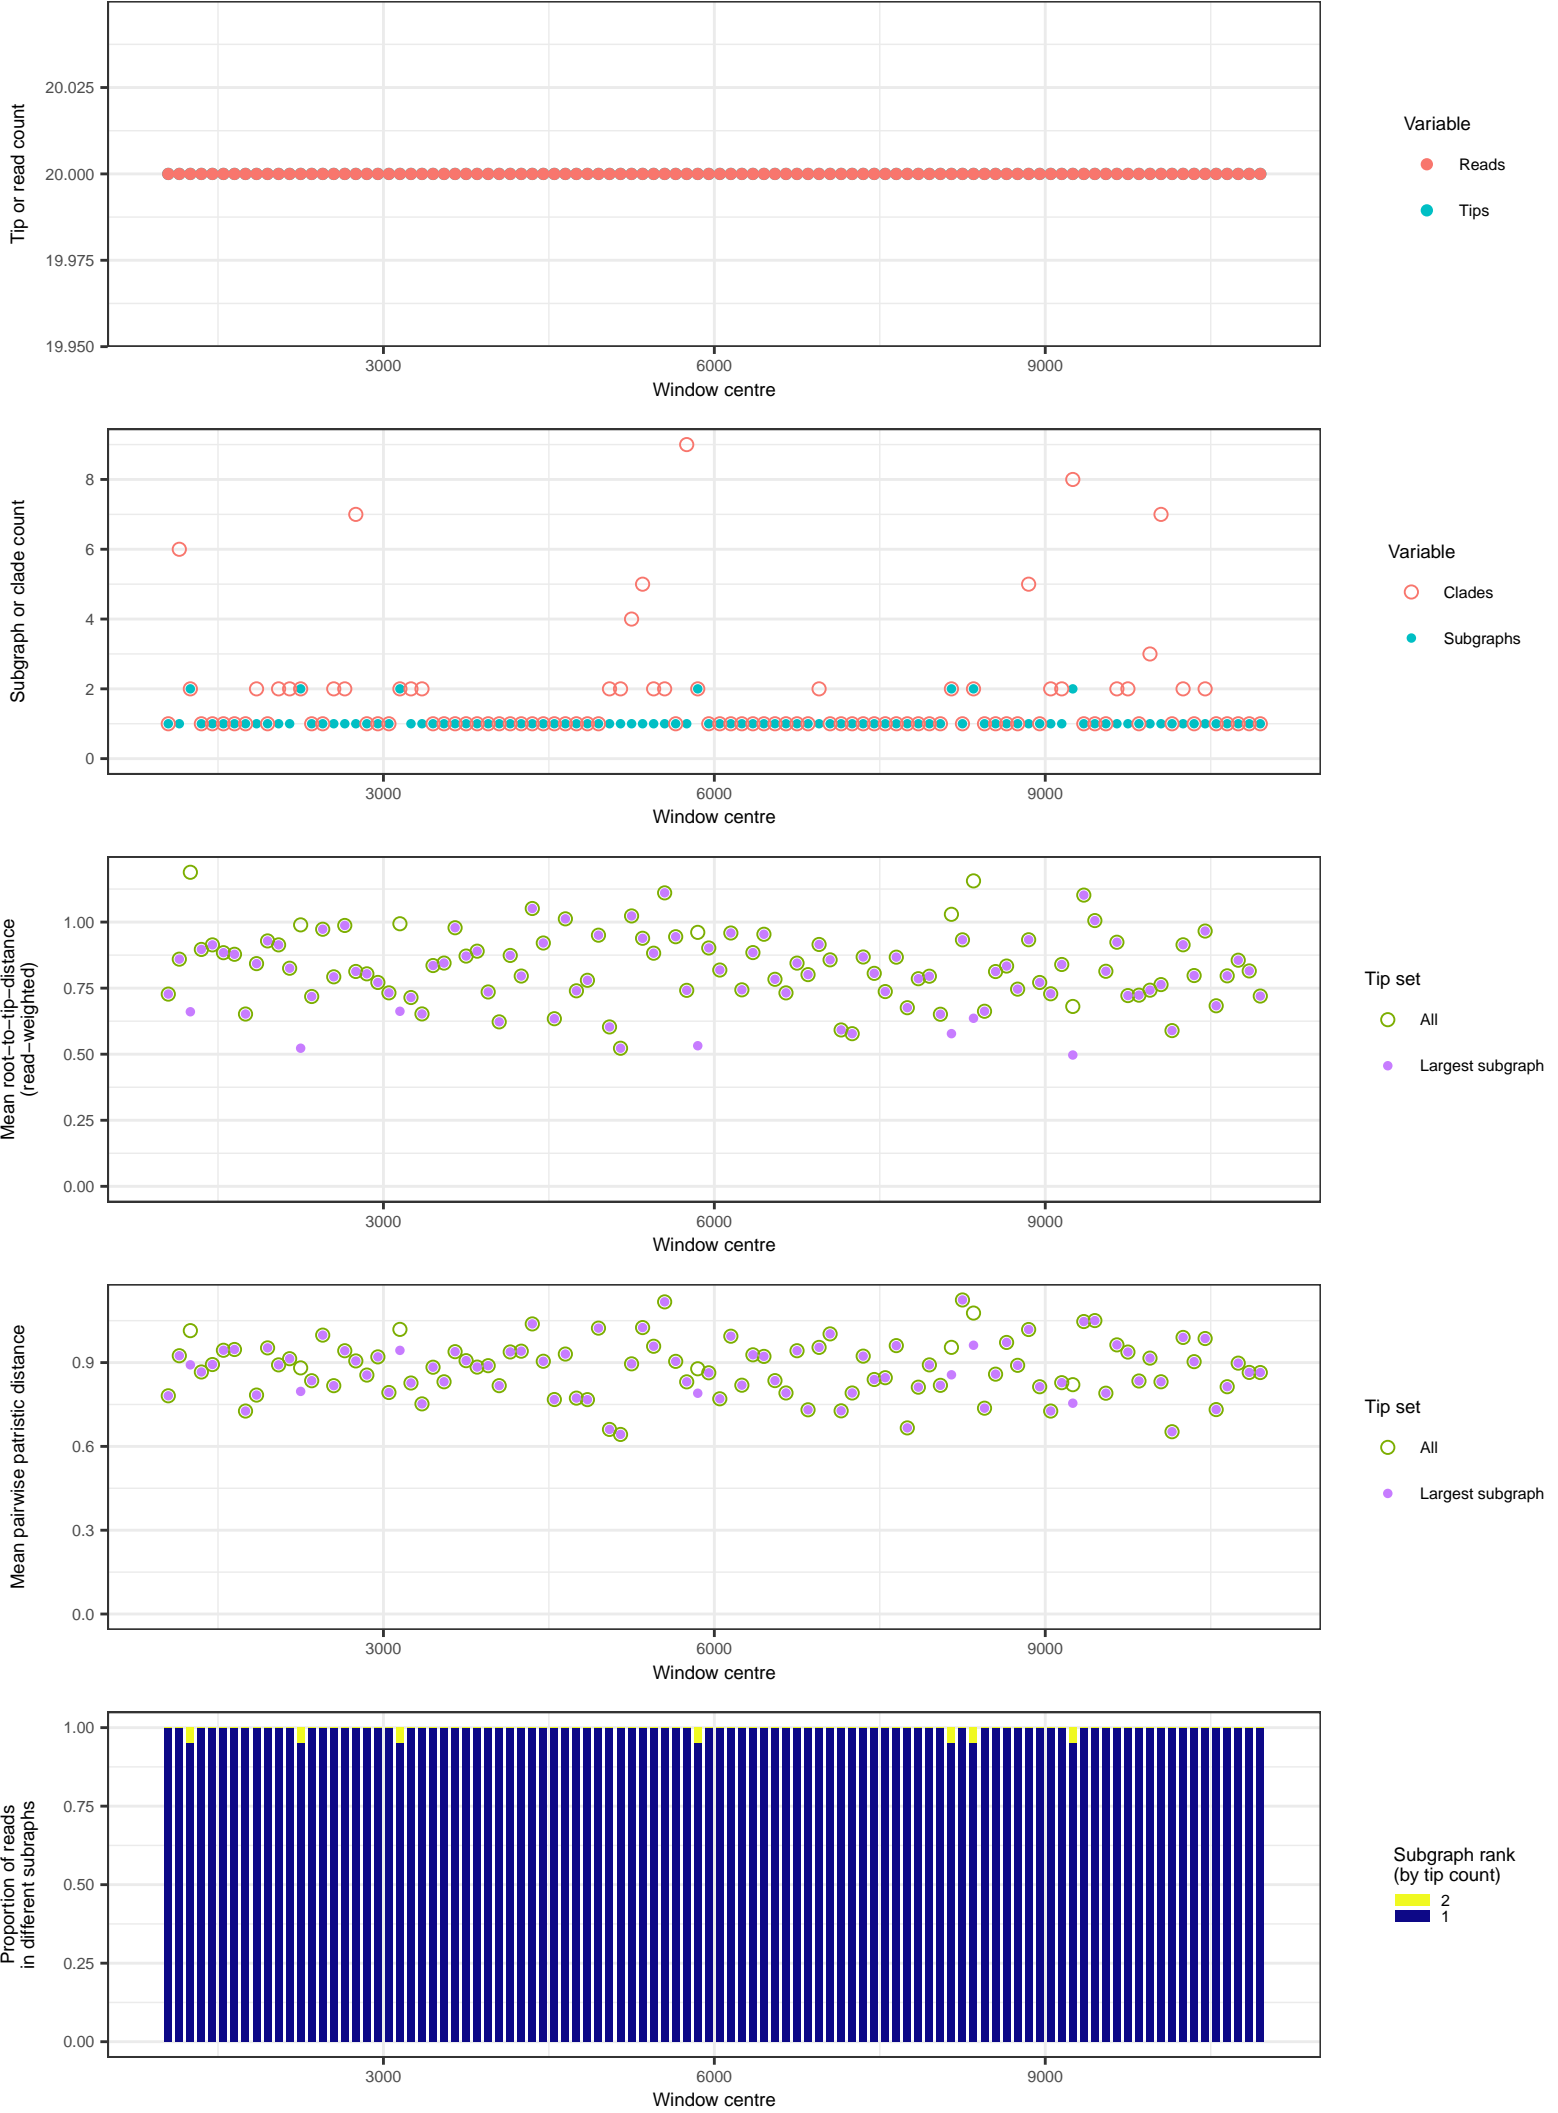 20.025
20.000
19.975
19.950
Tip or read count
3000
6000
9000
Window centre
Variable
Reads
Tips
8
6
4
2
0
Subgraph or clade count
3000
6000
9000
Window centre
Variable
Clades
Subgraphs
1.00
0.75
0.50
0.25
0.00
Mean root−to−tip−distance
(read−weighted)
3000
6000
9000
Window centre
Tip set
All
Largest subgraph
0.9
0.6
0.3
0.0
Mean pairwise patristic distance
3000
6000
9000
Window centre
Tip set
All
Largest subgraph
1.00
0.75
0.50
0.25
0.00
Proportion of reads
in different subraphs
3000
6000
9000
Window centre
Subgraph rank
(by tip count)
2
1